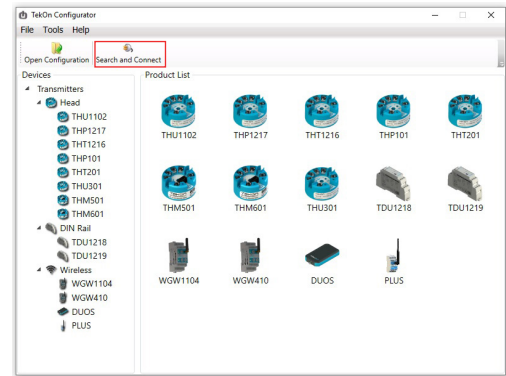 TekOn Configurator
File Tools Help
Open Configuration Search and Connect
Devices
Transmitters
Head
THU1102
THP1217
THT1216
THP101
THT201
THU301
THM501
THM601
DIN Rail
TDU1218
TDU1219
Wireless
WGW1104
WGW410
DUOS
PLUS
Product List
THU1102 THP1217 THT1216 THP101 THT201
THM501 THM601 THU301 TDU1218 TDU1219
WGW1104 WGW410 DUOS PLUS